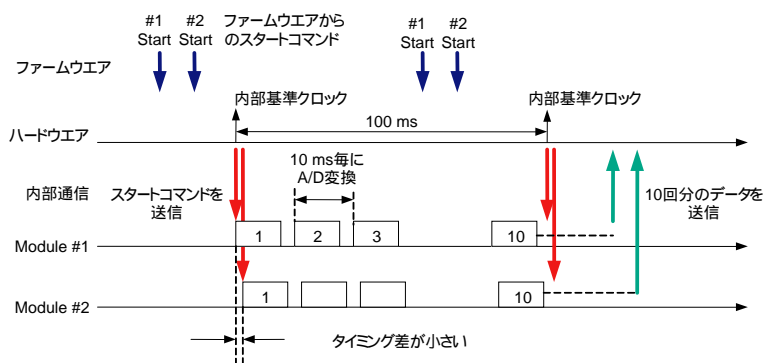 #1 #2 ファームウエアから
Start Start のスタートコマンド
#1 #2
Start Start
ファームウエア
内部基準クロック
内部基準クロック
ハードウエア
100 ms
10 ms毎に
A/D変換
内部通信
スタートコマンドを
送信
10回分のデータを
送信
Module #1
1
2
3
10
Module #2
1
10
タイミング差が小さい